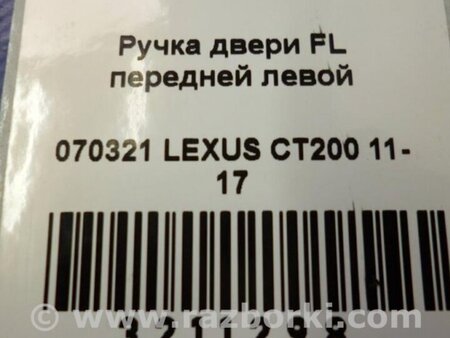 Ручка двери FL
передней левой
070321 LEXUS CT200 11-
17
© www.razborki.com